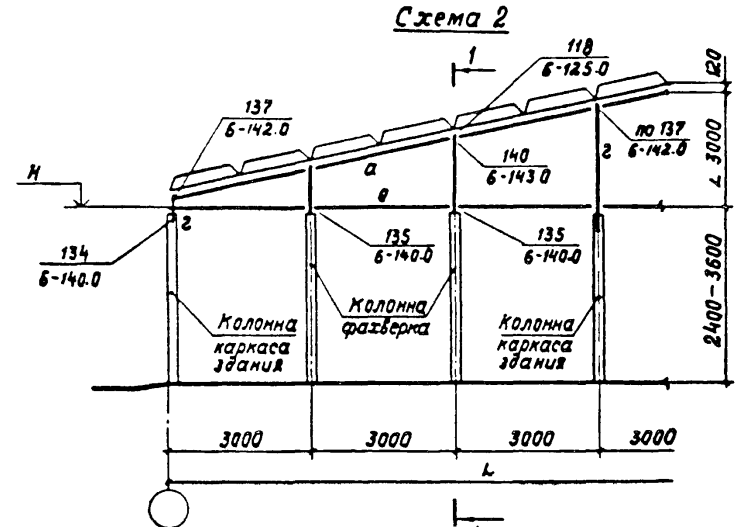 Схема 2
1
118
6-125.0
120
137
6-142.0
по 137
6-142.0
140
6-143.0
а
г
∠ 3000
Н
в
г
134
6-140.0
135
6-140.0
135
6-140.0
2400-3600
Колонна
каркаса
здания
Колонна
фахверка
Колонна
каркаса
здания
3000
3000
3000
3000
L